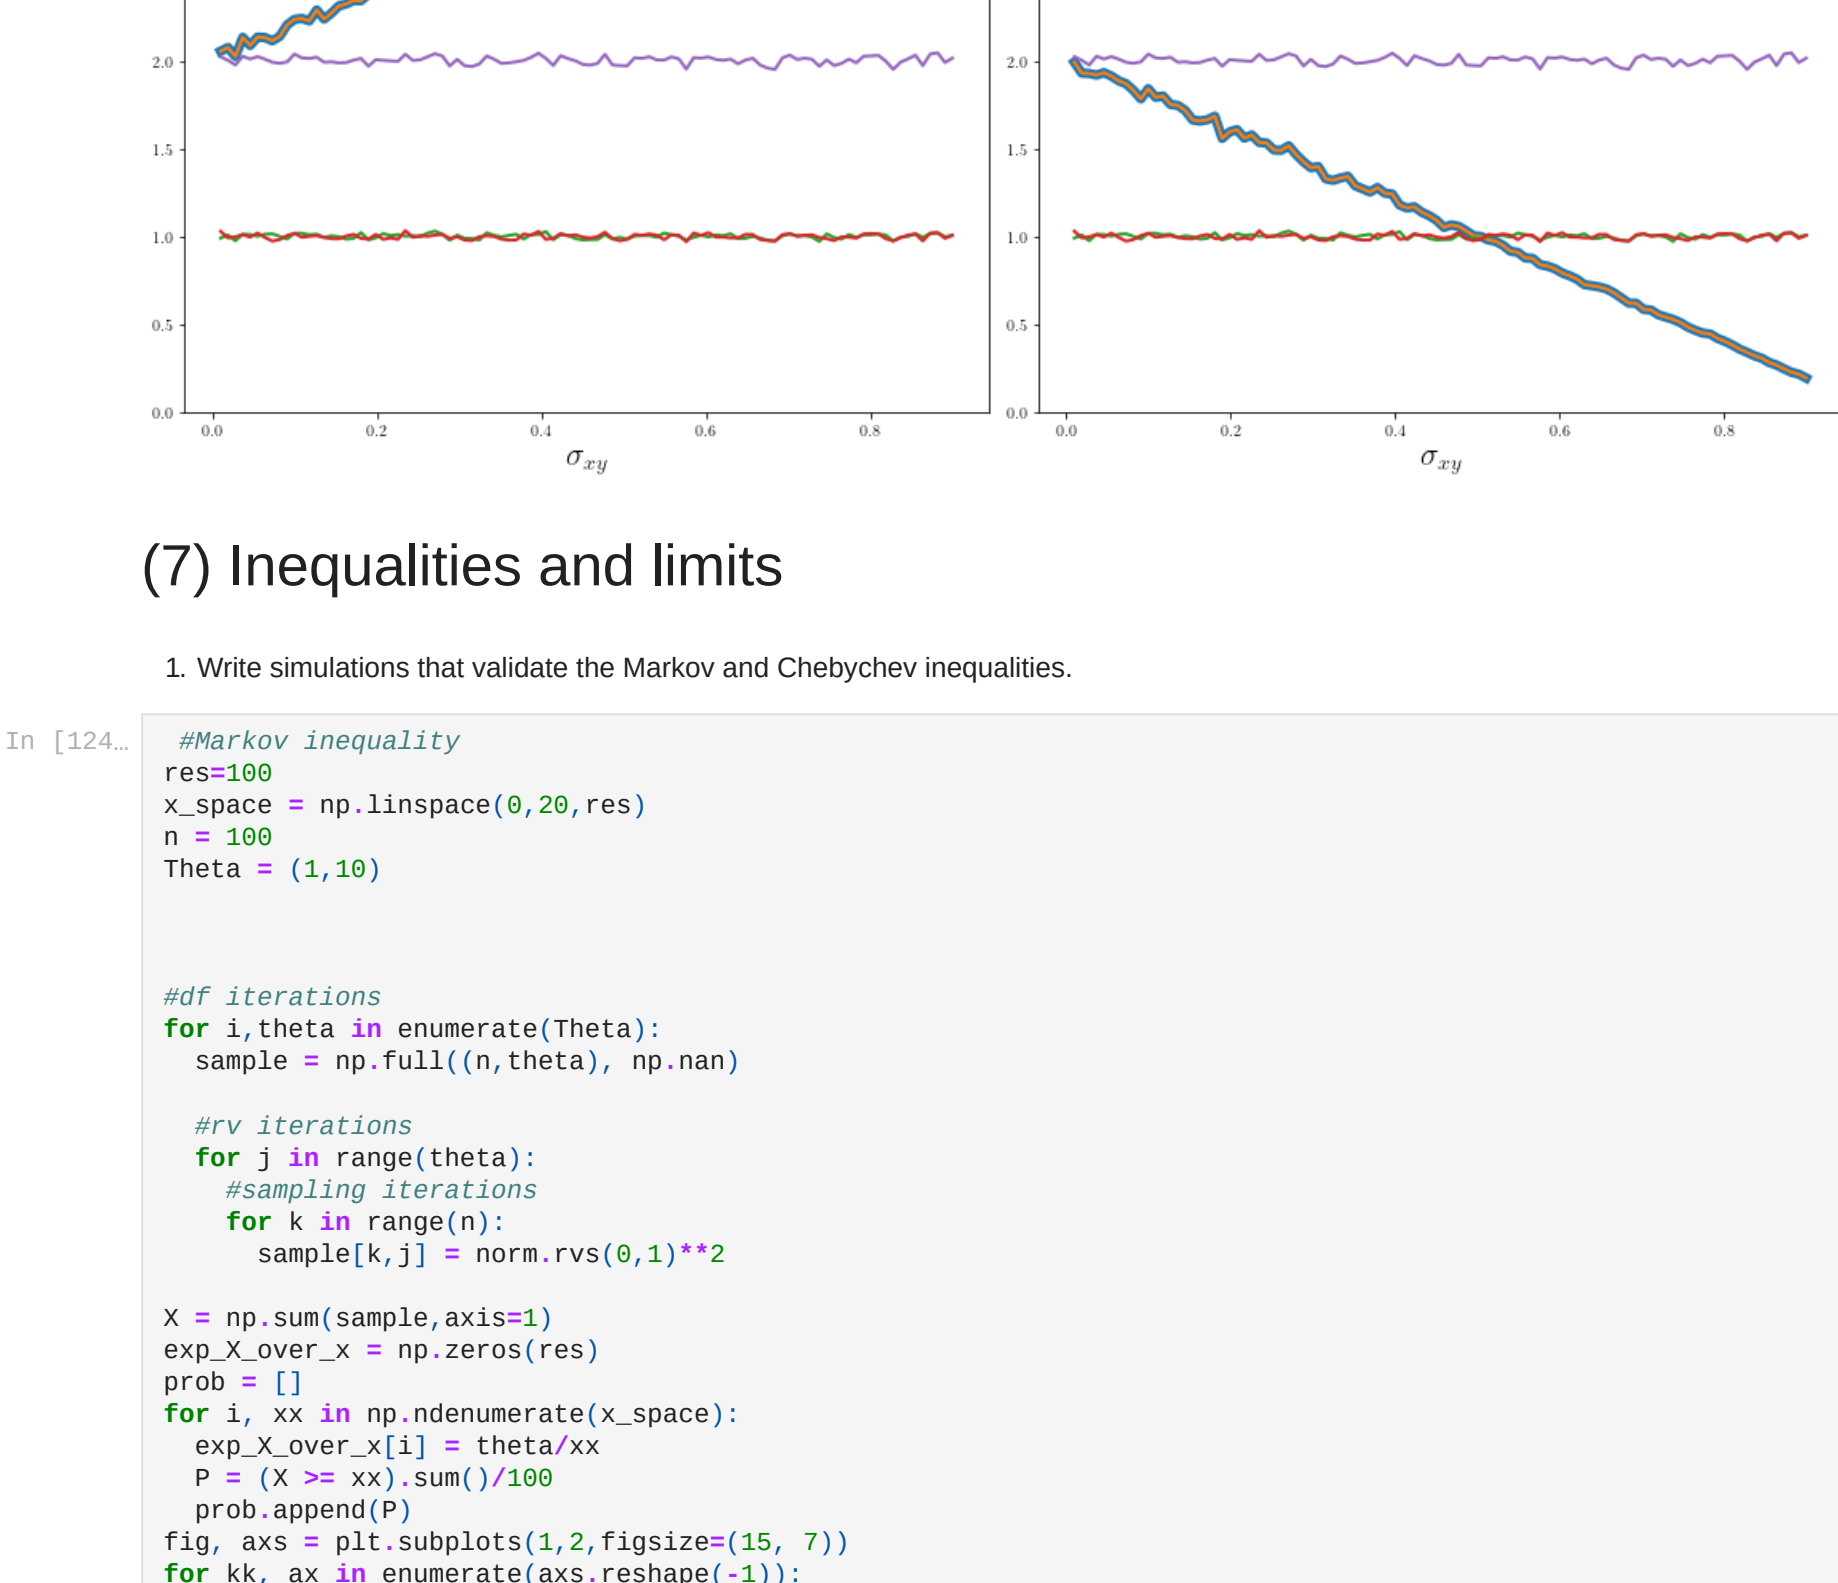 2.0
1.5
1.0
0.5
0.0
0.0 0.2 0.4 0.6 0.8
σxy
2.0
1.5
1.0
0.5
0.0
0.0 0.2 0.4 0.6 0.8
σxy
(7) Inequalities and limits
1. Write simulations that validate the Markov and Chebychev inequalities.
In [124…
#Markov inequality
res=100
x_space = np.linspace(0,20,res)
n = 100
Theta = (1,10)
#df iterations
for i,theta in enumerate(Theta):
  sample = np.full((n,theta), np.nan)
  #rv iterations
  for j in range(theta):
    #sampling iterations
    for k in range(n):
      sample[k,j] = norm.rvs(0,1)**2
X = np.sum(sample,axis=1)
exp_X_over_x = np.zeros(res)
prob = []
for i, xx in np.ndenumerate(x_space):
  exp_X_over_x[i] = theta/xx
  P = (X >= xx).sum()/100
  prob.append(P)
fig, axs = plt.subplots(1,2,figsize=(15, 7))
for kk, ax in enumerate(axs.reshape(-1)):